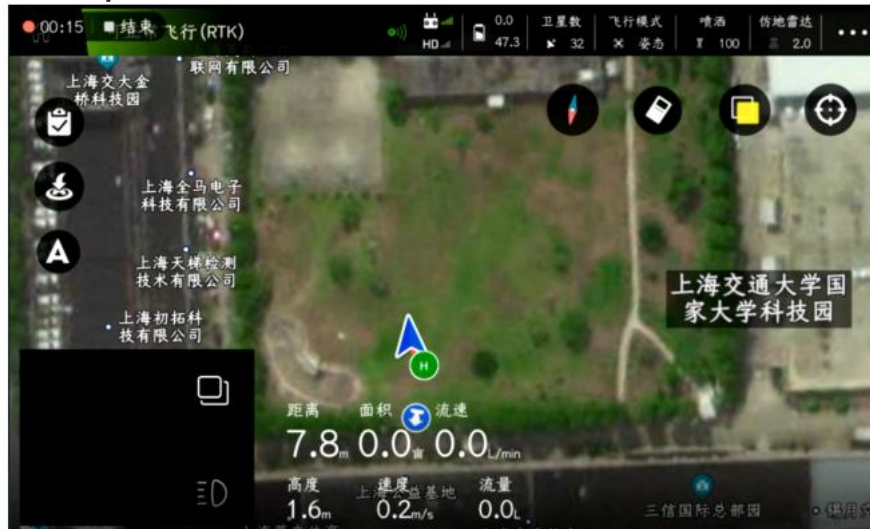 00:15 结束 飞行(RTK)
HD
0.0
47.3
卫星数
32
飞行模式
姿态
喷洒
100
仿地雷达
2.0
联网有限公司
上海交大金
桥科技园
上海全马电子
科技有限公司
A
上海天梯检测
技术有限公司
上海初拓科
技有限公司
上海交通大学国
家大学科技园
H
距离 面积 流速
7.8m 0.0亩 0.0L/min
高度 速度 流量
1.6m 0.2m/s 0.0L
上海公益基地
三信国际总部园